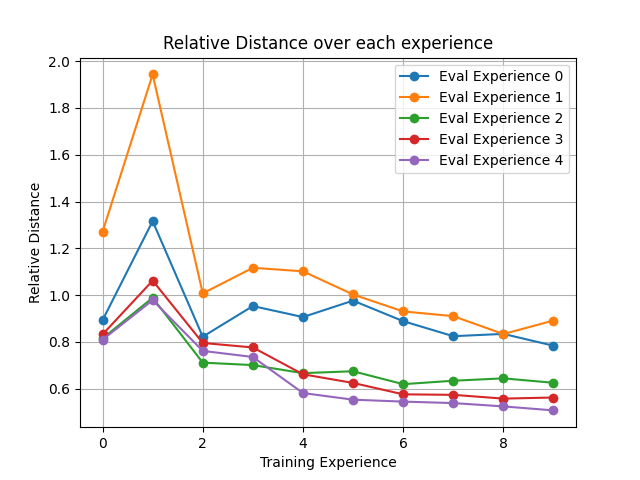 Relative Distance over each experience
Eval Experience 0
Eval Experience 1
Eval Experience 2
Eval Experience 3
Eval Experience 4
Relative Distance
2.0
1.8
1.6
1.4
1.2
1.0
0.8
0.6
0 2 4 6 8
Training Experience